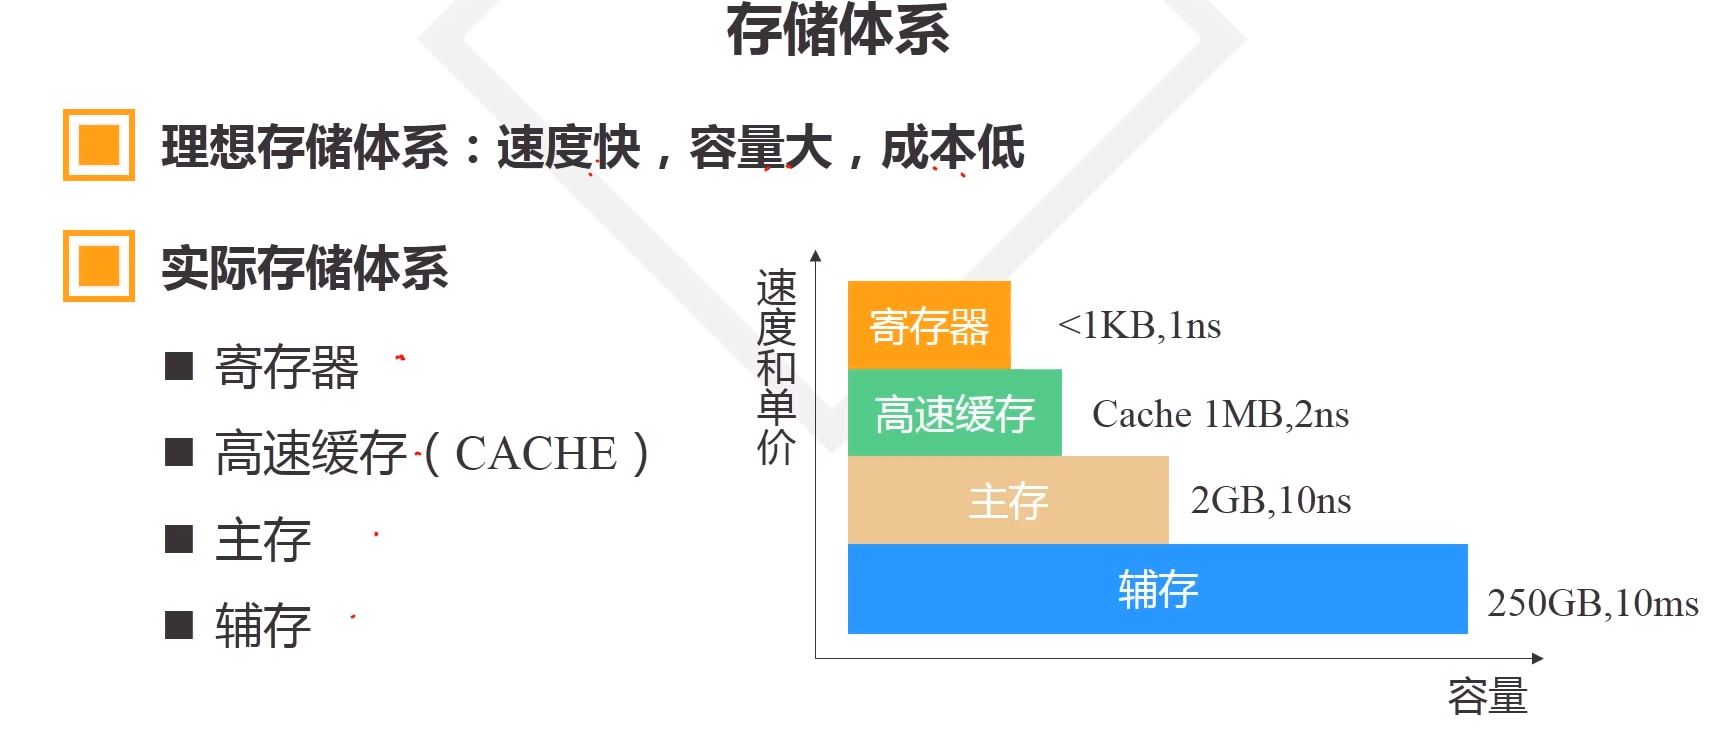 存储体系
理想存储体系：速度快，容量大，成本低
实际存储体系
寄存器
高速缓存（CACHE）
主存
辅存
速度和单价
寄存器
<1KB,1ns
高速缓存
Cache 1MB,2ns
主存
2GB,10ns
辅存
250GB,10ms
容量